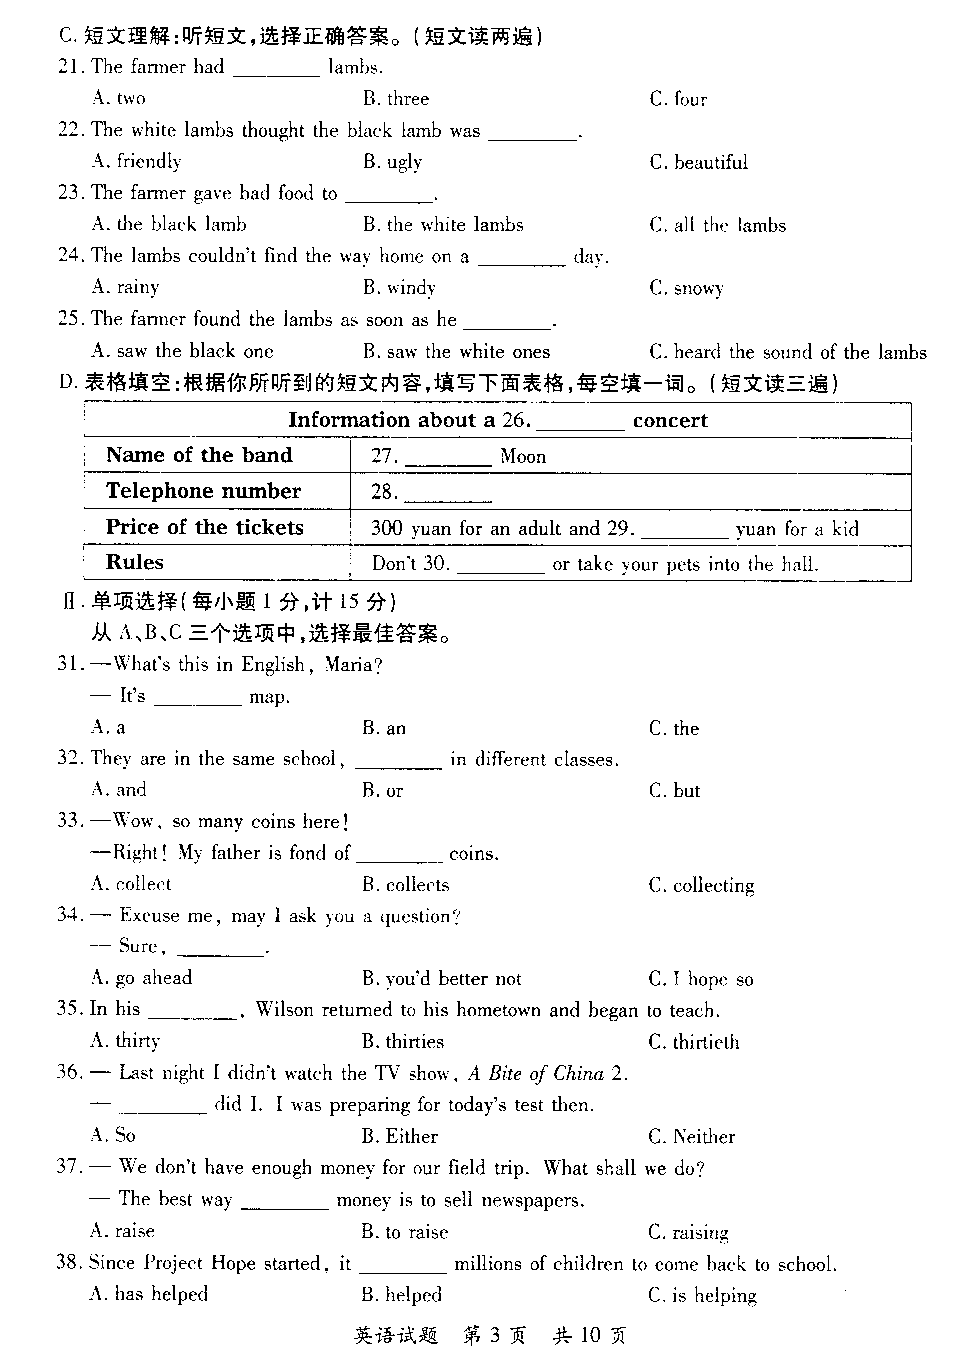 C. 短文理解:听短文,选择正确答案。(短文读两遍)
21. The farmer had ________ lambs.
A. two B. three C. four
22. The white lambs thought the black lamb was ________.
A. friendly B. ugly C. beautiful
23. The farmer gave bad food to ________.
A. the black lamb B. the white lambs C. all the lambs
24. The lambs couldn't find the way home on a ________ day.
A. rainy B. windy C. snowy
25. The farmer found the lambs as soon as he ________.
A. saw the black one B. saw the white ones C. heard the sound of the lambs
D. 表格填空:根据你所听到的短文内容,填写下面表格,每空填一词。(短文读三遍)
Information about a 26. ________ concert
Name of the band 27. ________ Moon
Telephone number 28. ________
Price of the tickets 300 yuan for an adult and 29. ________ yuan for a kid
Rules Don't 30. ________ or take your pets into the hall.
Ⅱ. 单项选择(每小题 1 分,计 15 分)
从 A、B、C 三个选项中,选择最佳答案。
31. —What's this in English, Maria?
— It's ________ map.
A. a B. an C. the
32. They are in the same school, ________ in different classes.
A. and B. or C. but
33. —Wow, so many coins here!
—Right! My father is fond of ________ coins.
A. collect B. collects C. collecting
34. — Excuse me, may I ask you a question?
— Sure, ________.
A. go ahead B. you'd better not C. I hope so
35. In his ________, Wilson returned to his hometown and began to teach.
A. thirty B. thirties C. thirtieth
36. — Last night I didn't watch the TV show, A Bite of China 2.
— ________ did I. I was preparing for today's test then.
A. So B. Either C. Neither
37. — We don't have enough money for our field trip. What shall we do?
— The best way ________ money is to sell newspapers.
A. raise B. to raise C. raising
38. Since Project Hope started, it ________ millions of children to come back to school.
A. has helped B. helped C. is helping
英语试题 第 3 页 共 10 页